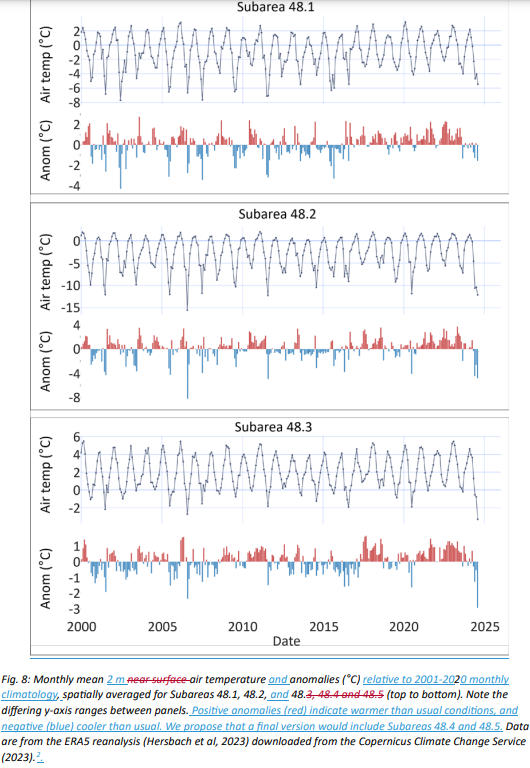 Subarea 48.1
Air temp (°C)
2
0
-2
-4
-6
-8
Anom (°C)
2
0
-2
-4
Subarea 48.2
Air temp (°C)
0
-5
-10
-15
Anom (°C)
4
0
-4
-8
Subarea 48.3
Air temp (°C)
6
4
2
0
-2
Anom (°C)
1
0
-1
-2
-3
2000 2005 2010 2015 2020 2025
Date
Fig. 8: Monthly mean 2 m near surface air temperature and anomalies (°C) relative to 2001-2020 monthly
climatology, spatially averaged for Subareas 48.1, 48.2, and 48.3, 48.4 and 48.5 (top to bottom). Note the
differing y-axis ranges between panels. Positive anomalies (red) indicate warmer than usual conditions, and
negative (blue) cooler than usual. We propose that a final version would include Subareas 48.4 and 48.5. Data
are from the ERA5 reanalysis (Hersbach et al, 2023) downloaded from the Copernicus Climate Change Service
(2023).2.